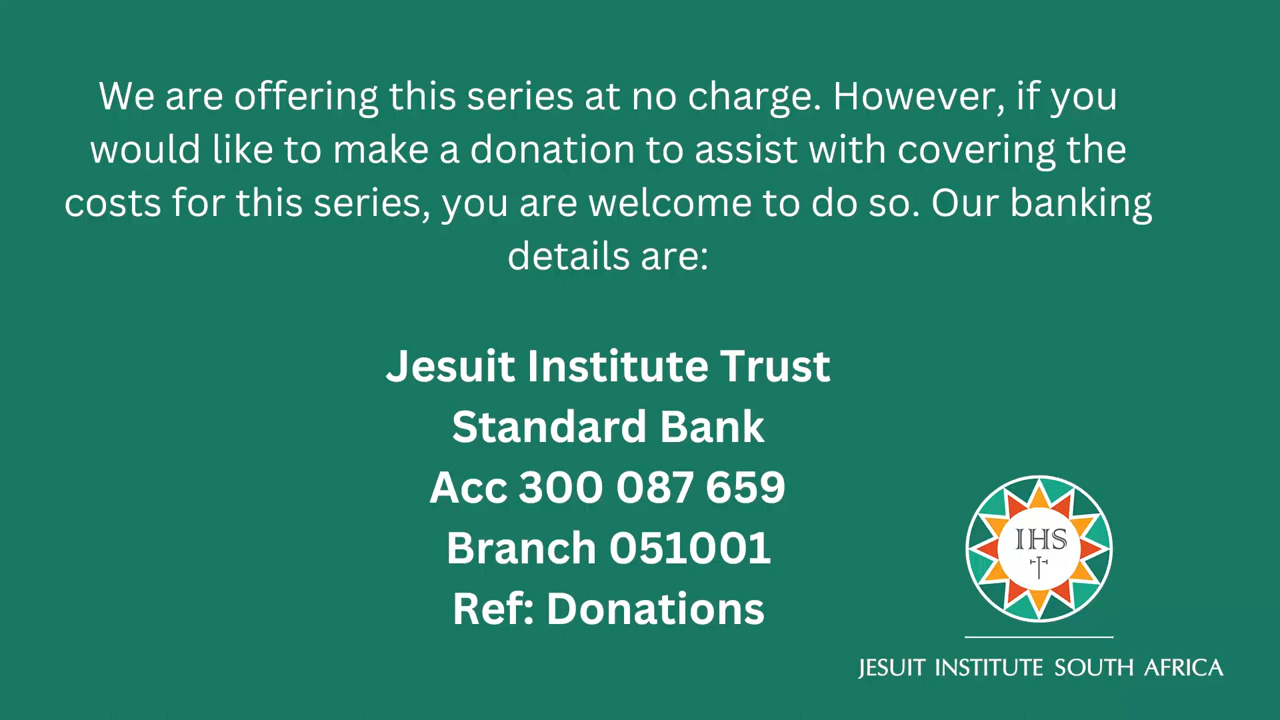 We are offering this series at no charge. However, if you
would like to make a donation to assist with covering the
costs for this series, you are welcome to do so. Our banking
details are:
Jesuit Institute Trust
Standard Bank
Acc 300 087 659
Branch 051001
Ref: Donations
IHS
JESUIT INSTITUTE SOUTH AFRICA